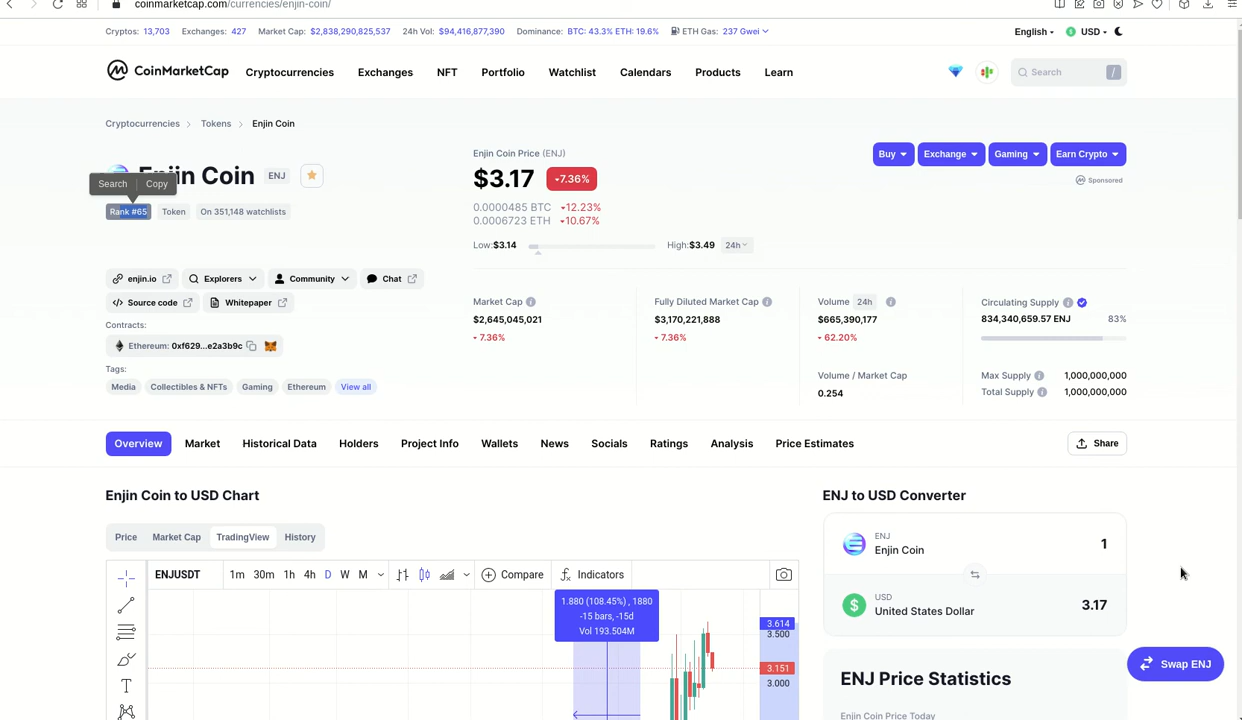 coinmarketcap.com/currencies/enjin-coin/
Cryptos: 13,703 Exchanges: 427 Market Cap: $2,838,290,825,537 24h Vol: $94,416,877,390 Dominance: BTC: 43.3% ETH: 19.6% ETH Gas: 237 Gwei English USD
CoinMarketCap Cryptocurrencies Exchanges NFT Portfolio Watchlist Calendars Products Learn Search /
Cryptocurrencies Tokens Enjin Coin
Enjin Coin ENJ
Search Copy
Rank #65 Token On 351,148 watchlists
Enjin Coin Price (ENJ)
$3.17 7.36%
0.0000485 BTC 12.23%
0.0006723 ETH 10.67%
Low: $3.14 High: $3.49 24h
Buy Exchange Gaming Earn Crypto
Sponsored
enjin.io Explorers Community Chat
Source code Whitepaper
Contracts:
Ethereum: 0xf629...e2a3b9c
Tags:
Media Collectibles & NFTs Gaming Ethereum View all
Market Cap
$2,645,045,021
7.36%
Fully Diluted Market Cap
$3,170,221,888
7.36%
Volume 24h
$665,390,177
62.20%
Volume / Market Cap
0.254
Circulating Supply
834,340,659.57 ENJ 83%
Max Supply 1,000,000,000
Total Supply 1,000,000,000
Overview Market Historical Data Holders Project Info Wallets News Socials Ratings Analysis Price Estimates Share
Enjin Coin to USD Chart
Price Market Cap TradingView History
ENJUSDT 1m 30m 1h 4h D W M Compare Indicators
1.880 (108.45%) , 1880
-15 bars, -15d
Vol 193.504M
3.614
3.500
3.151
3.000
ENJ to USD Converter
ENJ
Enjin Coin 1
USD
United States Dollar 3.17
Swap ENJ
ENJ Price Statistics
Enjin Coin Price Today